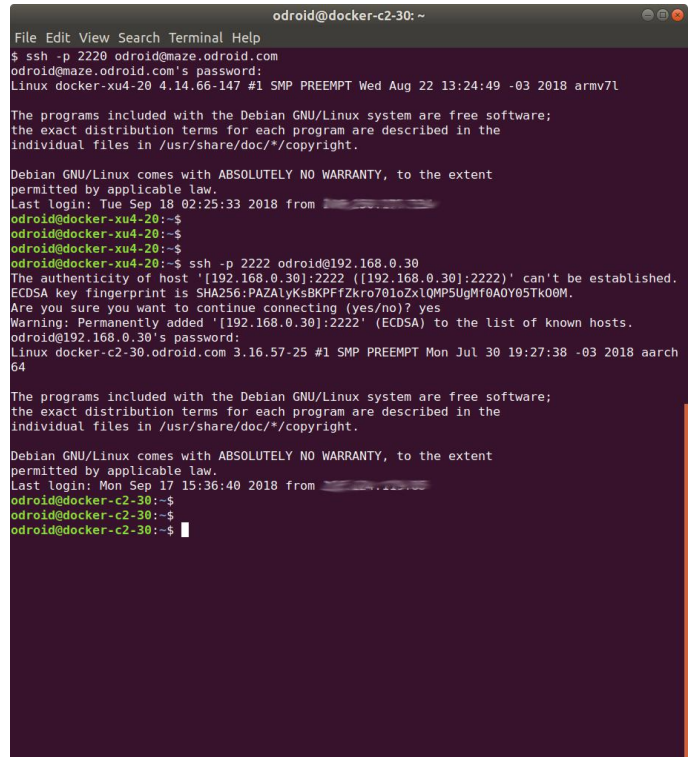 odroid@docker-c2-30: ~
File Edit View Search Terminal Help
$ ssh -p 2220 odroid@maze.odroid.com
odroid@maze.odroid.com's password:
Linux docker-xu4-20 4.14.66-147 #1 SMP PREEMPT Wed Aug 22 13:24:49 -03 2018 armv7l
The programs included with the Debian GNU/Linux system are free software;
the exact distribution terms for each program are described in the
individual files in /usr/share/doc/*/copyright.
Debian GNU/Linux comes with ABSOLUTELY NO WARRANTY, to the extent
permitted by applicable law.
Last login: Tue Sep 18 02:25:33 2018 from
odroid@docker-xu4-20:~$
odroid@docker-xu4-20:~$
odroid@docker-xu4-20:~$
odroid@docker-xu4-20:~$ ssh -p 2222 odroid@192.168.0.30
The authenticity of host '[192.168.0.30]:2222 ([192.168.0.30]:2222)' can't be established.
ECDSA key fingerprint is SHA256:PAZAlyKsBKPFfZkro701oZxlQMP5UgMf0AOY05TkO0M.
Are you sure you want to continue connecting (yes/no)? yes
Warning: Permanently added '[192.168.0.30]:2222' (ECDSA) to the list of known hosts.
odroid@192.168.0.30's password:
Linux docker-c2-30.odroid.com 3.16.57-25 #1 SMP PREEMPT Mon Jul 30 19:27:38 -03 2018 aarch
64
The programs included with the Debian GNU/Linux system are free software;
the exact distribution terms for each program are described in the
individual files in /usr/share/doc/*/copyright.
Debian GNU/Linux comes with ABSOLUTELY NO WARRANTY, to the extent
permitted by applicable law.
Last login: Mon Sep 17 15:36:40 2018 from
odroid@docker-c2-30:~$
odroid@docker-c2-30:~$
odroid@docker-c2-30:~$